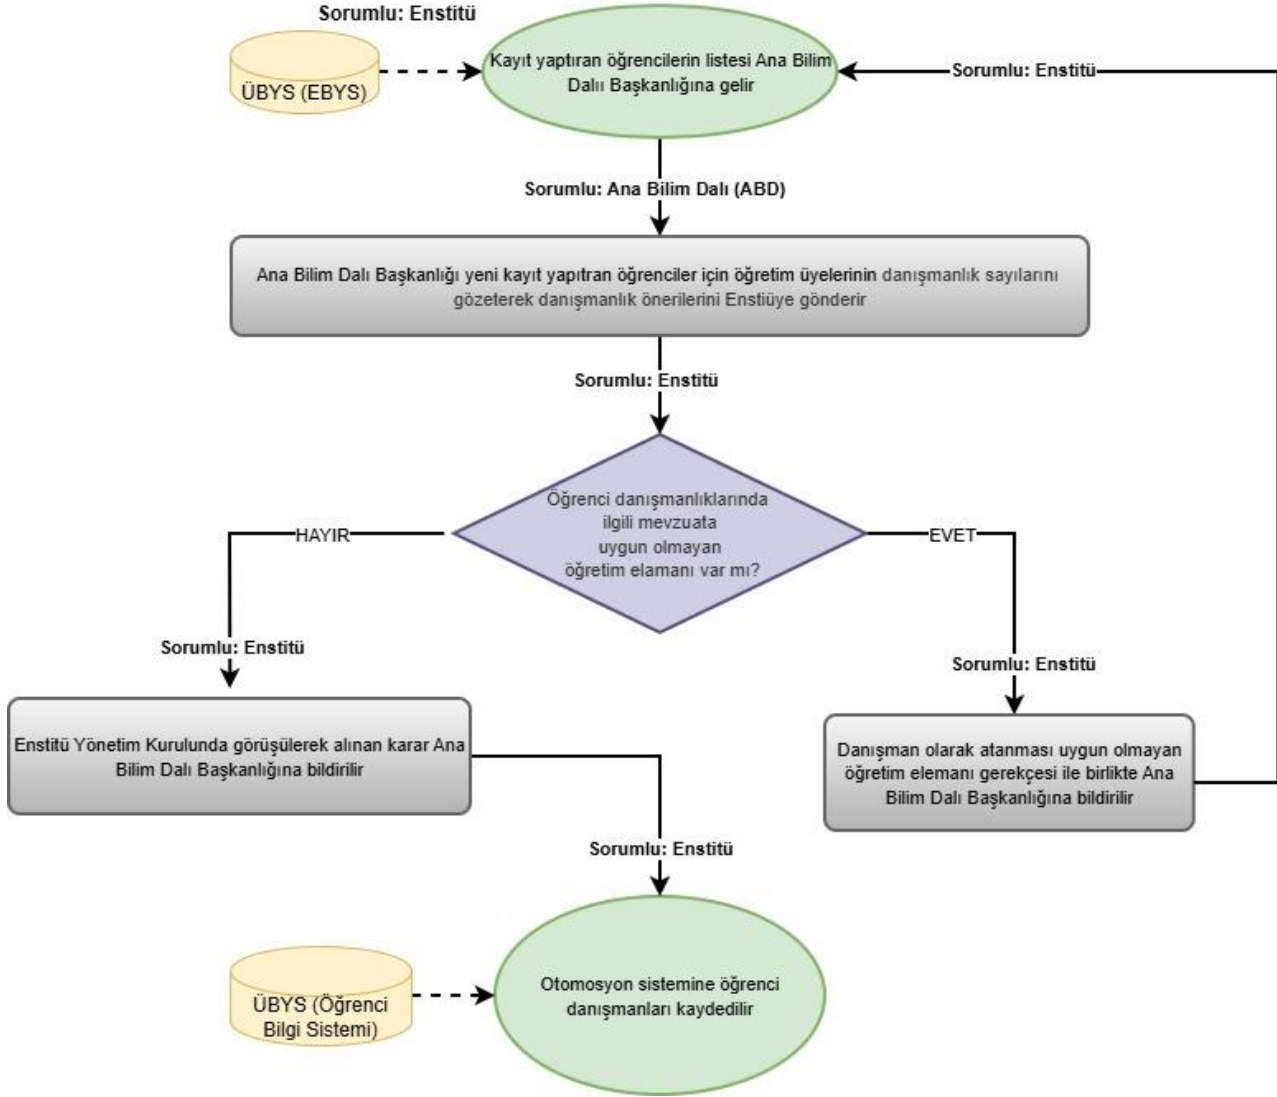 Sorumlu: Enstitü
ÜBYS (EBYS)
Kayıt yaptıran öğrencilerin listesi Ana Bilim
Dalıı Başkanlığına gelir
Sorumlu: Enstitü
Sorumlu: Ana Bilim Dalı (ABD)
Ana Bilim Dalı Başkanlığı yeni kayıt yapıtran öğrenciler için öğretim üyelerinin danışmanlık sayılarını
gözeterek danışmanlık önerilerini Enstiüye gönderir
Sorumlu: Enstitü
Öğrenci danışmanlıklarında
ilgili mevzuata
uygun olmayan
öğretim elamanı var mı?
HAYIR
EVET
Sorumlu: Enstitü
Sorumlu: Enstitü
Enstitü Yönetim Kurulunda görüşülerek alınan karar Ana
Bilim Dalı Başkanlığına bildirilir
Danışman olarak atanması uygun olmayan
öğretim elemanı gerekçesi ile birlikte Ana
Bilim Dalı Başkanlığına bildirilir
Sorumlu: Enstitü
ÜBYS (Öğrenci
Bilgi Sistemi)
Otomosyon sistemine öğrenci
danışmanları kaydedilir